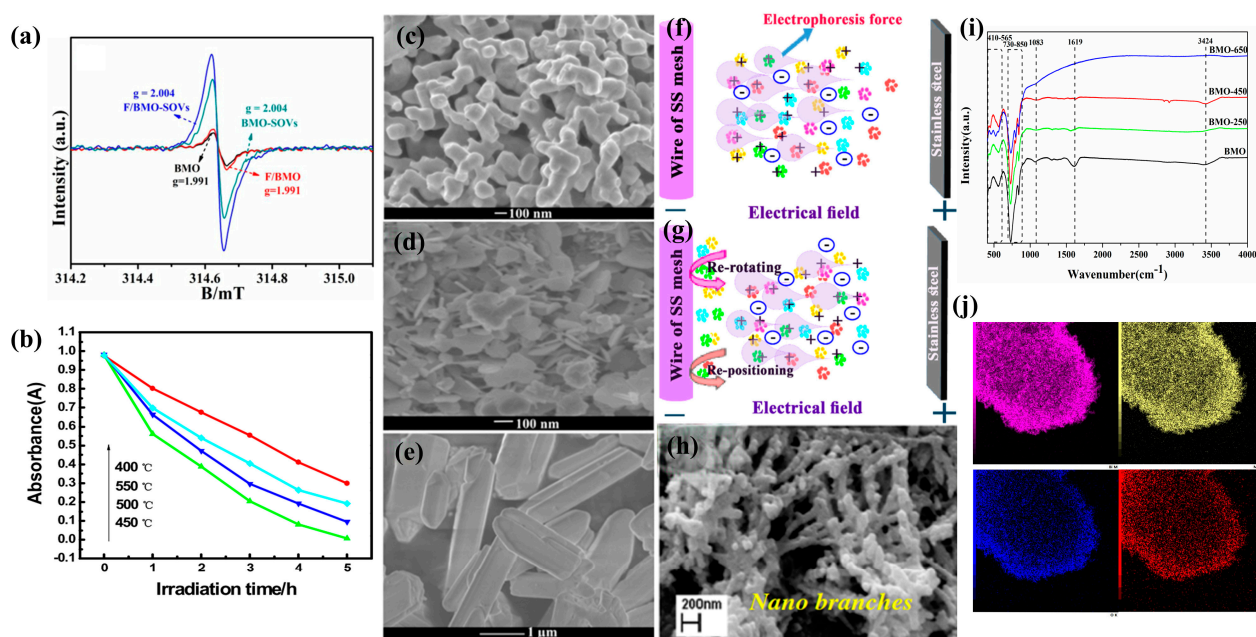 (a)
g = 2.004
F/BMO-SOVs
g = 2.004
BMO-SOVs
BMO
g=1.991
F/BMO
g=1.991
Intensity (a.u.)
314.2 314.4 314.6 314.8 315.0
B/mT
(b)
Absorbance(A)
1.1
1.0
0.9
0.8
0.7
0.6
0.5
0.4
0.3
0.2
0.1
0.0
-0.1
400 ℃
550 ℃
500 ℃
450 ℃
0 1 2 3 4 5
Irradiation time/h
(c)
100 nm
(d)
100 nm
(e)
1 μm
(f)
Electrophoresis force
Wire of SS mesh
Stainless steel
Electrical field
(g)
Re-rotating
Wire of SS mesh
Re-positioning
Stainless steel
Electrical field
(h)
200nm
Nano branches
(i)
410-565 730-850 1083 1619 3424
BMO-650
BMO-450
BMO-250
BMO
Intensity(a.u.)
500 1000 1500 2000 2500 3000 3500 4000
Wavenumber(cm-1)
(j)